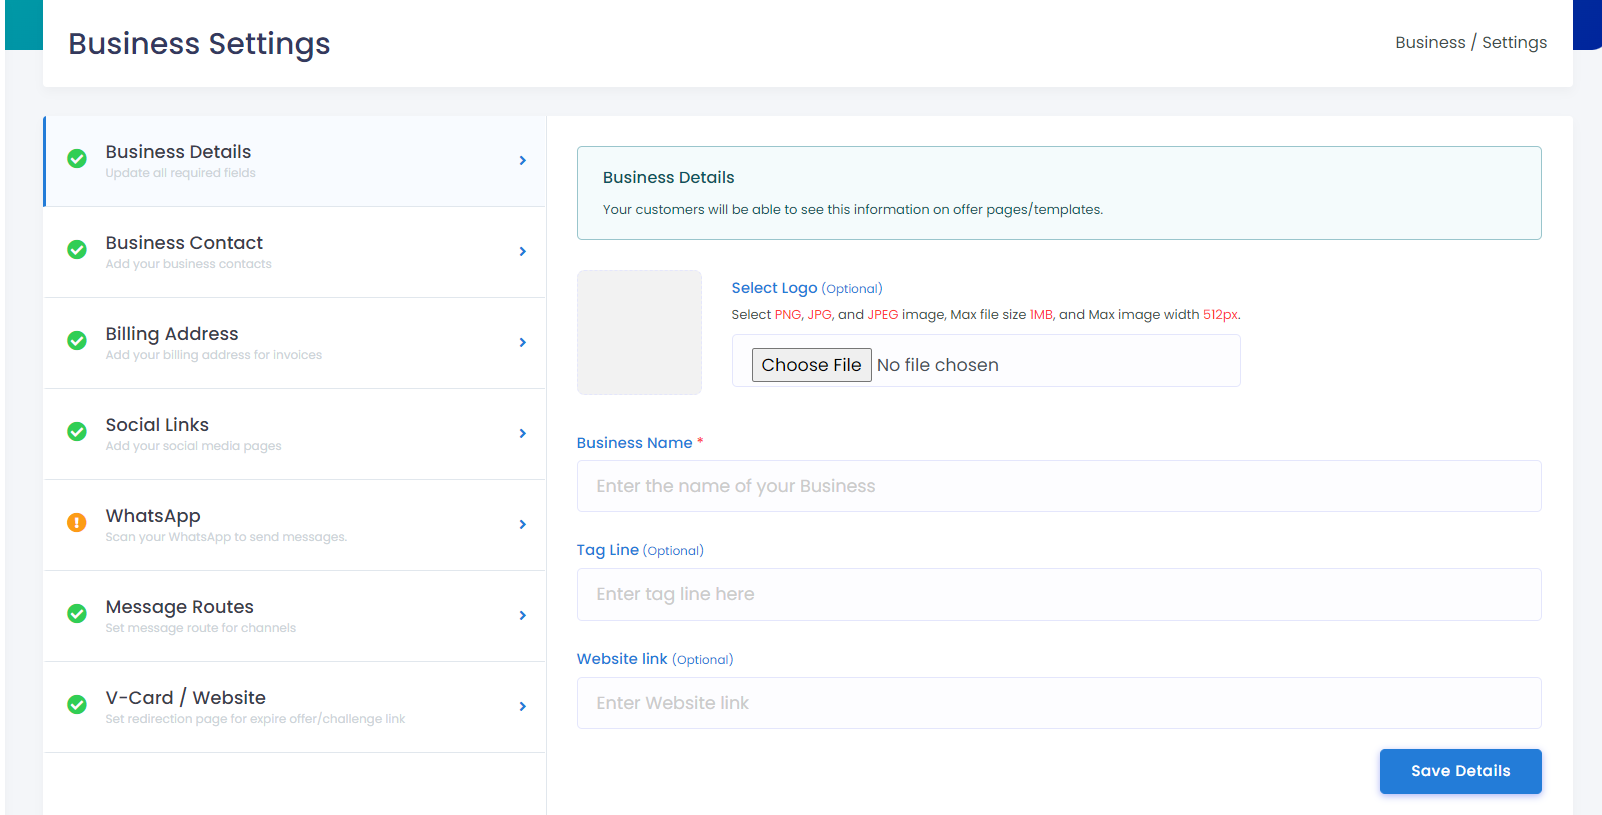 Business Settings
Business / Settings
Business Details
Update all required fields
Business Contact
Add your business contacts
Billing Address
Add your billing address for invoices
Social Links
Add your social media pages
WhatsApp
Scan your WhatsApp to send messages.
Message Routes
Set message route for channels
V-Card / Website
Set redirection page for expire offer/challenge link
Business Details
Your customers will be able to see this information on offer pages/templates.
Select Logo (Optional)
Select PNG, JPG, and JPEG image, Max file size 1MB, and Max image width 512px.
Choose File No file chosen
Business Name *
Enter the name of your Business
Tag Line (Optional)
Enter tag line here
Website link (Optional)
Enter Website link
Save Details